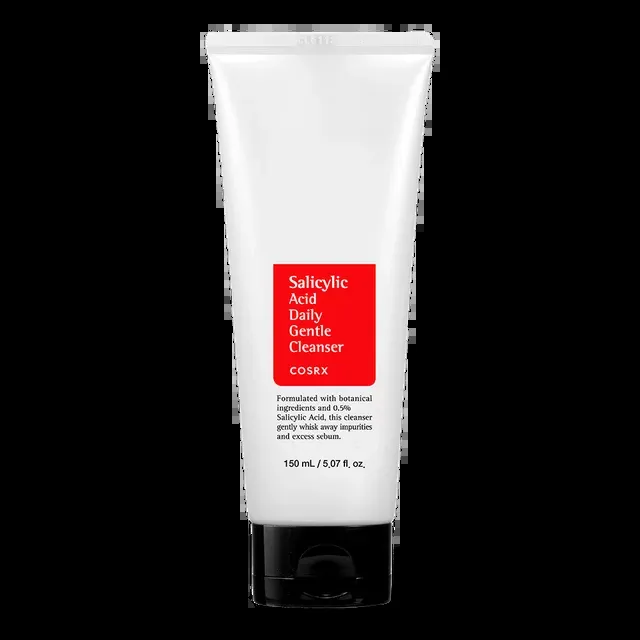 Salicylic
Acid
Daily
Gentle
Cleanser
COSRX
Formulated with botanical
ingredients and 0.5%
Salicylic Acid, this cleanser
gently whisk away impurities
and excess sebum.
150 mL / 5.07 fl. oz.